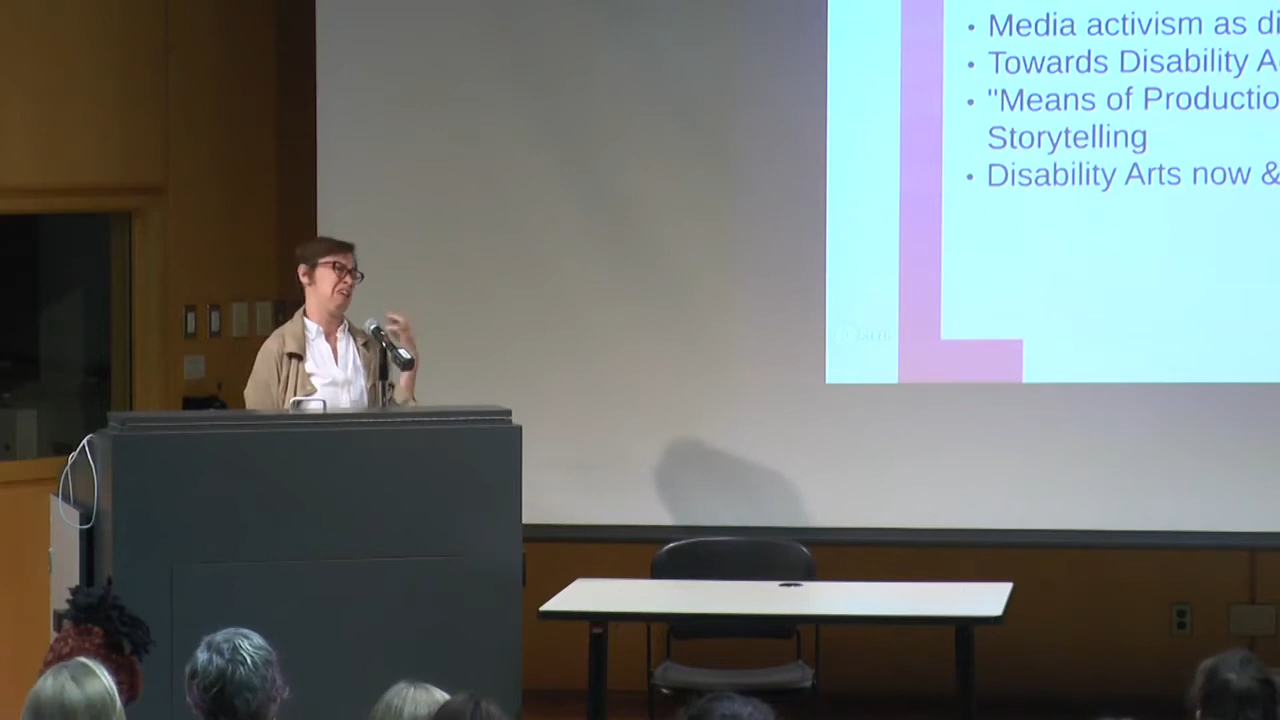 • Media activism as di
• Towards Disability A
• "Means of Productio
Storytelling
• Disability Arts now &